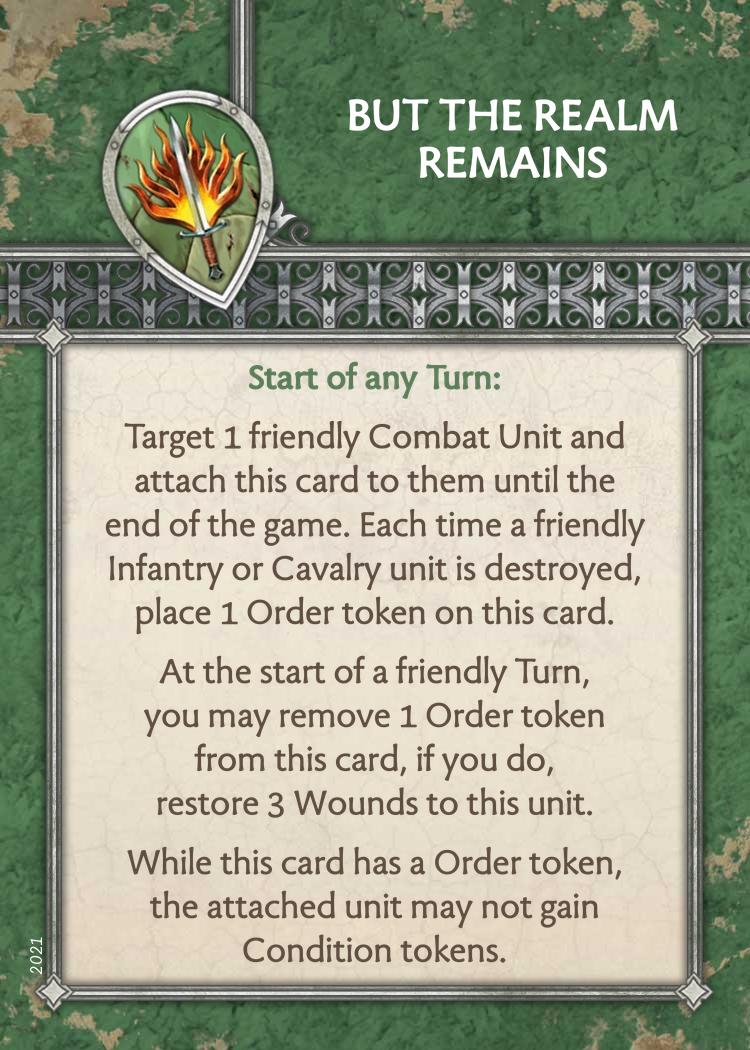 BUT THE REALM
REMAINS
Start of any Turn:
Target 1 friendly Combat Unit and
attach this card to them until the
end of the game. Each time a friendly
Infantry or Cavalry unit is destroyed,
place 1 Order token on this card.
At the start of a friendly Turn,
you may remove 1 Order token
from this card, if you do,
restore 3 Wounds to this unit.
While this card has a Order token,
the attached unit may not gain
Condition tokens.
2021